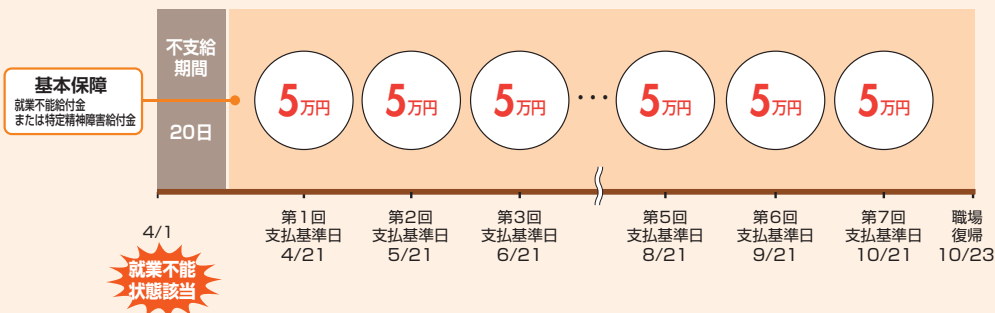 不支給
期間
20日
基本保障
就業不能給付金
または特定精神障害給付金
5万円
5万円
5万円
…
5万円
5万円
5万円
4/1
就業不能
状態該当
第1回
支払基準日
4/21
第2回
支払基準日
5/21
第3回
支払基準日
6/21
第5回
支払基準日
8/21
第6回
支払基準日
9/21
第7回
支払基準日
10/21
職場
復帰
10/23